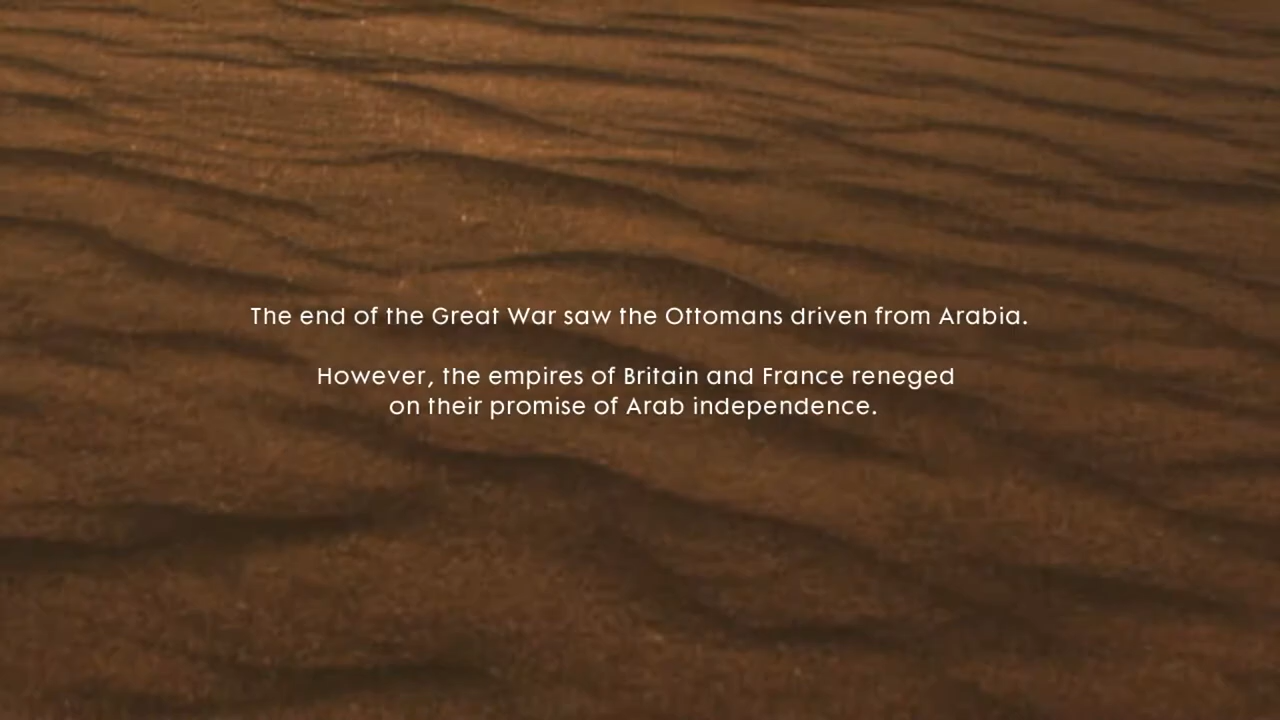 The end of the Great War saw the Ottomans driven from Arabia.
However, the empires of Britain and France reneged
on their promise of Arab independence.